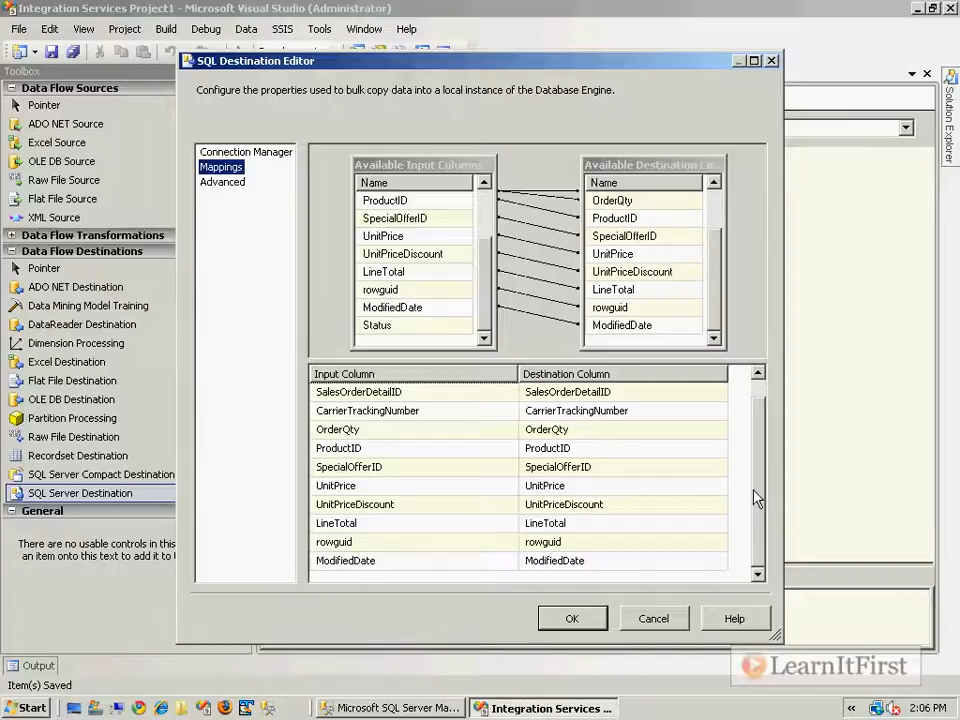 Integration Services Project1 - Microsoft Visual Studio (Administrator)
File Edit View Project Build Debug Data SSIS Tools Window Help
Toolbox
Data Flow Sources
Pointer
ADO NET Source
Excel Source
OLE DB Source
Raw File Source
Flat File Source
XML Source
Data Flow Transformations
Data Flow Destinations
Pointer
ADO NET Destination
Data Mining Model Training
DataReader Destination
Dimension Processing
Excel Destination
Flat File Destination
OLE DB Destination
Partition Processing
Raw File Destination
Recordset Destination
SQL Server Compact Destination
SQL Server Destination
General
There are no usable controls in this
an item onto this text to add it to
SQL Destination Editor
Configure the properties used to bulk copy data into a local instance of the Database Engine.
Connection Manager
Mappings
Advanced
Available Input Columns
Name
ProductID
SpecialOfferID
UnitPrice
UnitPriceDiscount
LineTotal
rowguid
ModifiedDate
Status
Available Destination
Name
OrderQty
ProductID
SpecialOfferID
UnitPrice
UnitPriceDiscount
LineTotal
rowguid
ModifiedDate
Input Column Destination Column
SalesOrderDetailID SalesOrderDetailID
CarrierTrackingNumber CarrierTrackingNumber
OrderQty OrderQty
ProductID ProductID
SpecialOfferID SpecialOfferID
UnitPrice UnitPrice
UnitPriceDiscount UnitPriceDiscount
LineTotal LineTotal
rowguid rowguid
ModifiedDate ModifiedDate
OK Cancel Help
Solution Explorer
LearnItFirst
Output
Item(s) Saved
Start Microsoft SQL Server Ma... Integration Services ... « 2:06 PM